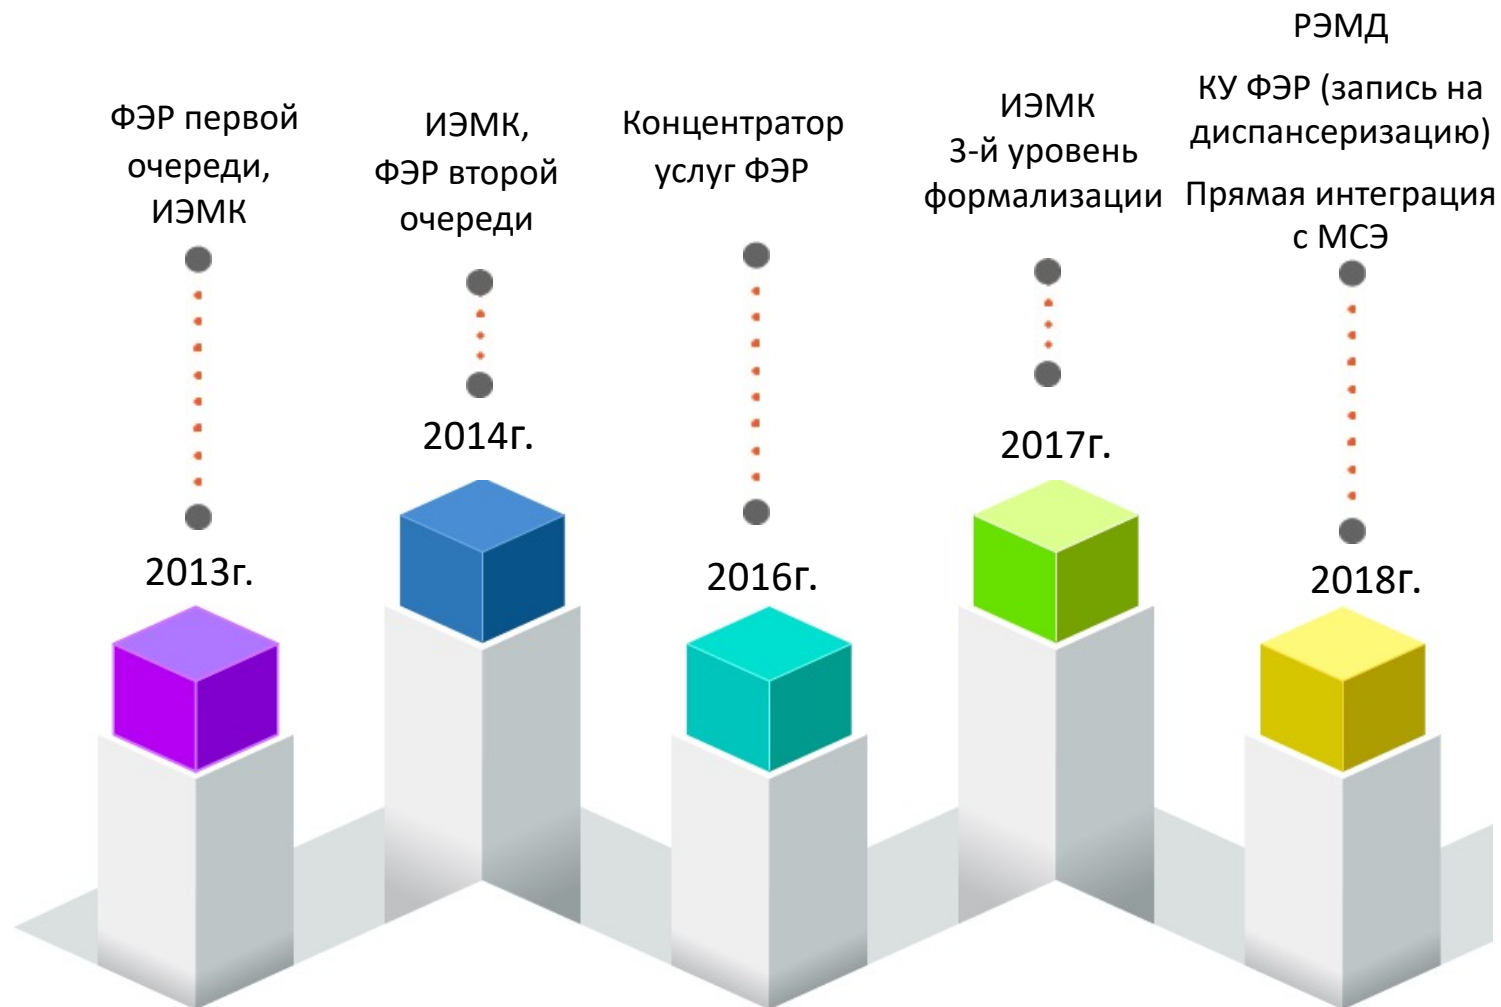 ФЭР первой
очереди,
ИЭМК
2013г.
ИЭМК,
ФЭР второй
очереди
2014г.
Концентратор
услуг ФЭР
2016г.
ИЭМК
3-й уровень
формализации
2017г.
РЭМД
КУ ФЭР (запись на
диспансеризацию)
Прямая интеграция
с МСЭ
2018г.